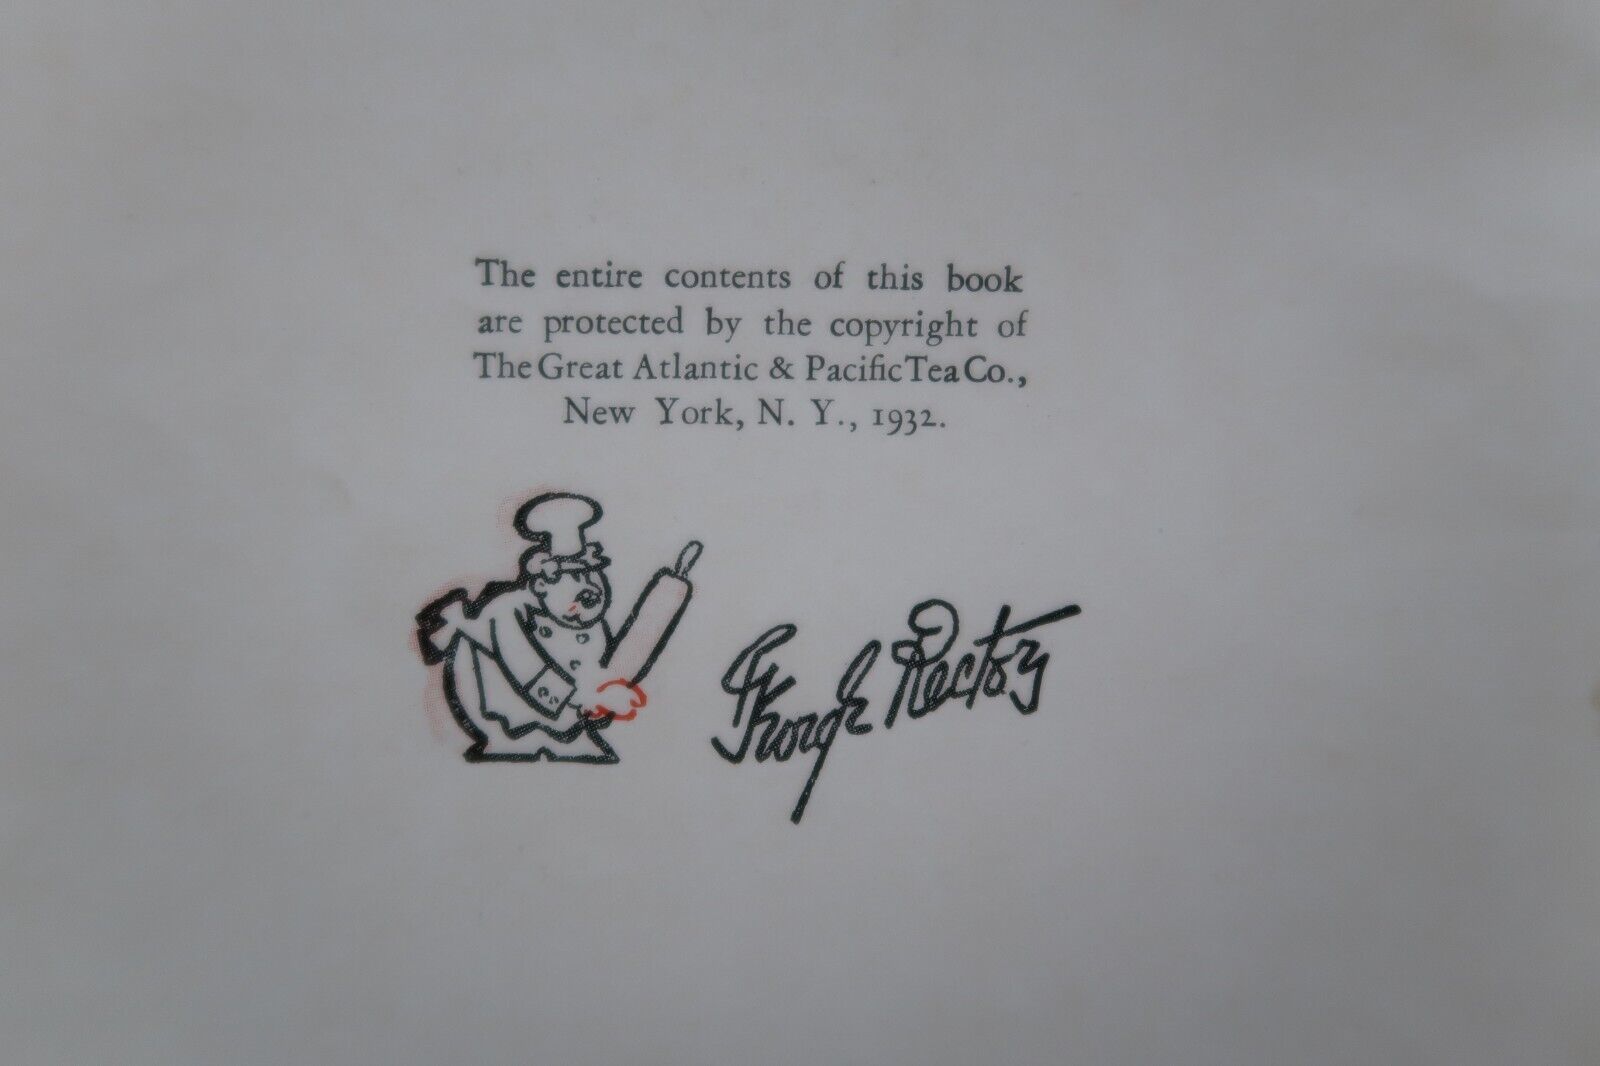 The entire contents of this book
are protected by the copyright of
The Great Atlantic & Pacific Tea Co.,
New York, N. Y., 1932.
George Rector